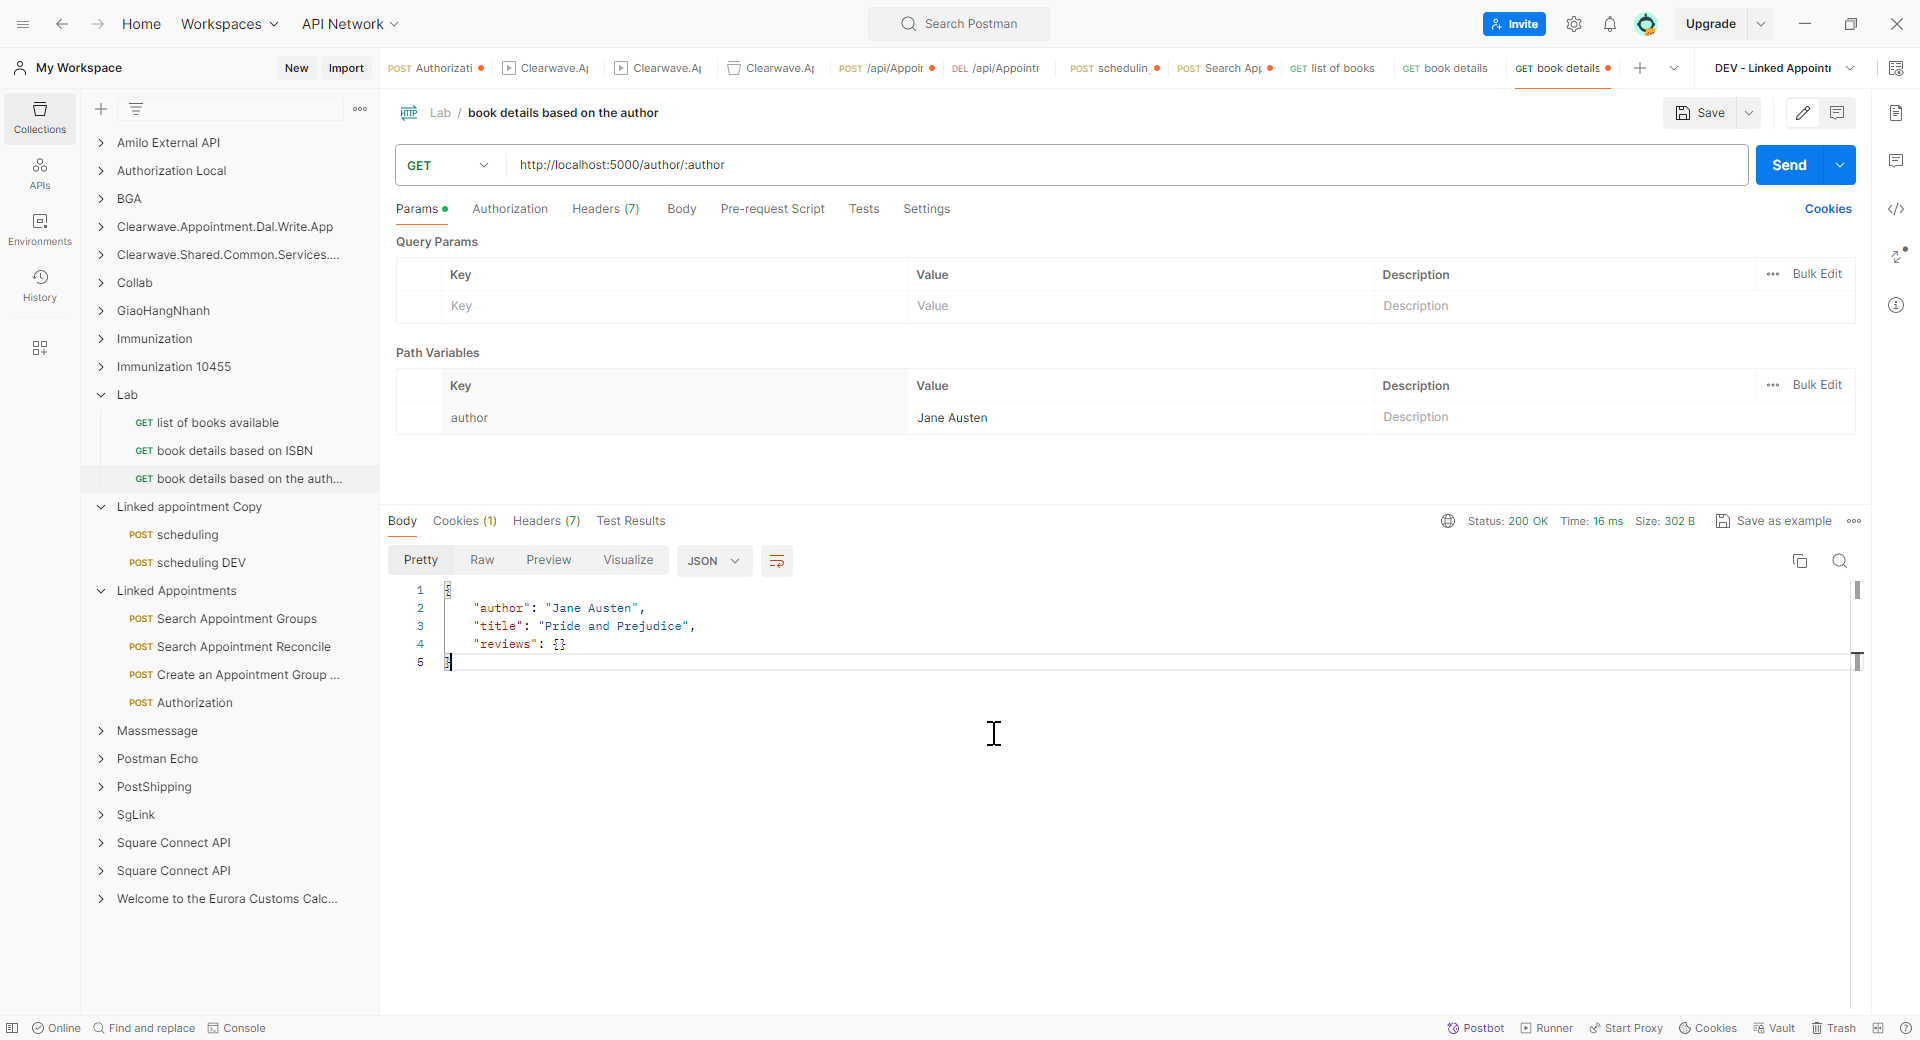 Home Workspaces API Network Search Postman Invite Upgrade
My Workspace New Import POST Authorizati Clearwave.A Clearwave.A Clearwave.A POST /api/Appoir DEL /api/Appointr POST schedulin POST Search App GET list of books GET book details GET book details DEV - Linked Appointr
Collections
APIs
Environments
History
Amilo External API
Authorization Local
BGA
Clearwave.Appointment.Dal.Write.App
Clearwave.Shared.Common.Services....
Collab
GiaoHangNhanh
Immunization
Immunization 10455
Lab
GET list of books available
GET book details based on ISBN
GET book details based on the auth...
Linked appointment Copy
POST scheduling
POST scheduling DEV
Linked Appointments
POST Search Appointment Groups
POST Search Appointment Reconcile
POST Create an Appointment Group ...
POST Authorization
Massmessage
Postman Echo
PostShipping
SgLink
Square Connect API
Square Connect API
Welcome to the Eurora Customs Calc...
HTTP Lab / book details based on the author Save
GET http://localhost:5000/author/:author Send
Params Authorization Headers (7) Body Pre-request Script Tests Settings Cookies
Query Params
Key Value Description Bulk Edit
Key Value Description
Path Variables
Key Value Description Bulk Edit
author Jane Austen Description
Body Cookies (1) Headers (7) Test Results Status: 200 OK Time: 16 ms Size: 302 B Save as example
Pretty Raw Preview Visualize JSON
1 {
2 "author": "Jane Austen",
3 "title": "Pride and Prejudice",
4 "reviews": {}
5 }
Online Find and replace Console Postbot Runner Start Proxy Cookies Vault Trash